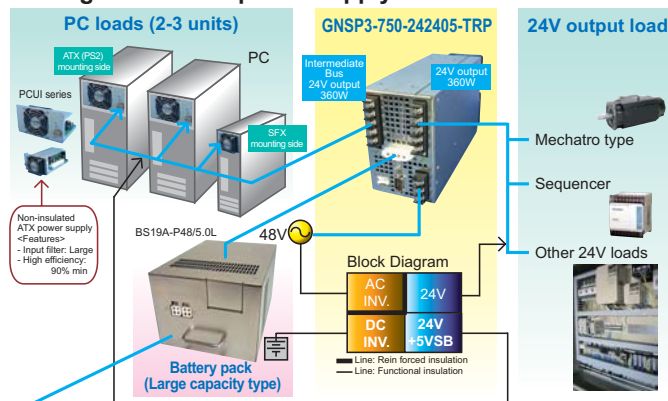 PC loads (2-3 units)
GNSP3-750-242405-TRP
24V output load
ATX (PS2)
mounting side
PC
PCUI series
SFX
mounting side
Intermediate
Bus
24V output
360W
24V output
360W
Mechatro type
Sequencer
Other 24V loads
Non-insulated
ATX power supply
<Features>
- Input filter: Large
- High efficiency:
90% min
BS19A-P48/5.0L
48V
Block Diagram
AC
INV.
24V
DC
INV.
24V
+5VSB
Line: Rein forced insulation
Line: Functional insulation
Battery pack
(Large capacity type)